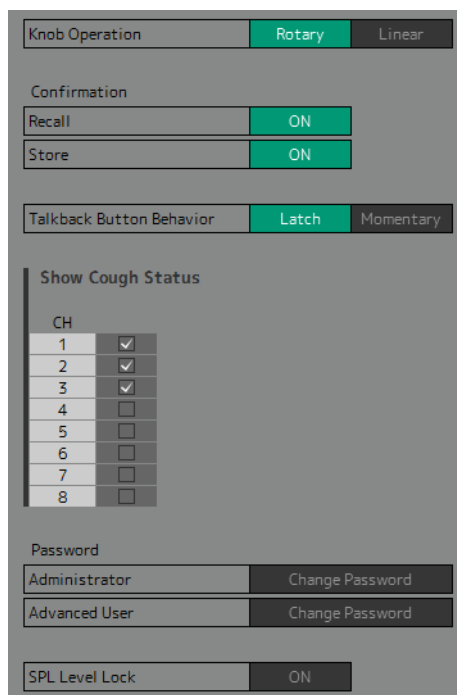 Knob Operation Rotary Linear
Confirmation
Recall ON
Store ON
Talkback Button Behavior Latch Momentary
Show Cough Status
CH
1
2
3
4
5
6
7
8
Password
Administrator Change Password
Advanced User Change Password
SPL Level Lock ON